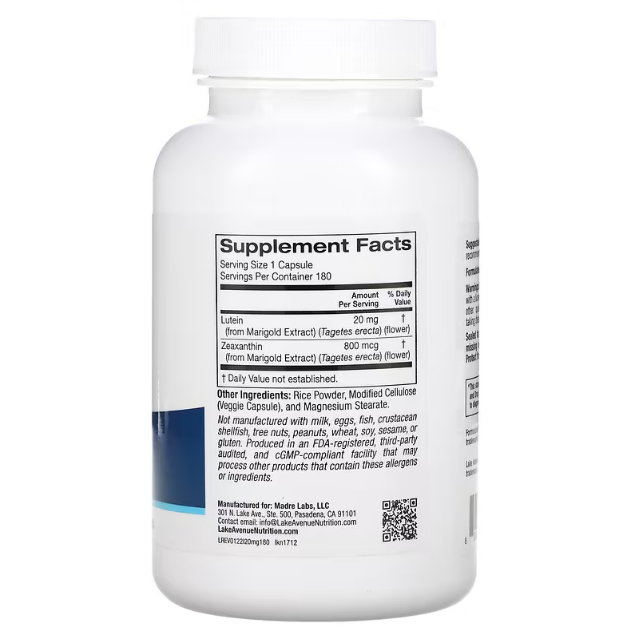 Supplement Facts
Serving Size 1 Capsule
Servings Per Container 180
Amount Per Serving % Daily Value
Lutein 20 mg †
(from Marigold Extract) (Tagetes erecta) (flower)
Zeaxanthin 800 mcg †
(from Marigold Extract) (Tagetes erecta) (flower)
† Daily Value not established.
Other Ingredients: Rice Powder, Modified Cellulose
(Veggie Capsule), and Magnesium Stearate.
Not manufactured with milk, eggs, fish, crustacean
shellfish, tree nuts, peanuts, wheat, soy, sesame, or
gluten. Produced in an FDA-registered, third-party
audited, and cGMP-compliant facility that may
process other products that contain these allergens
or ingredients.
Manufactured for: Madre Labs, LLC
301 N. Lake Ave., Ste. 500, Pasadena, CA 91101
Contact email: info@LakeAvenueNutrition.com
LakeAvenueNutrition.com